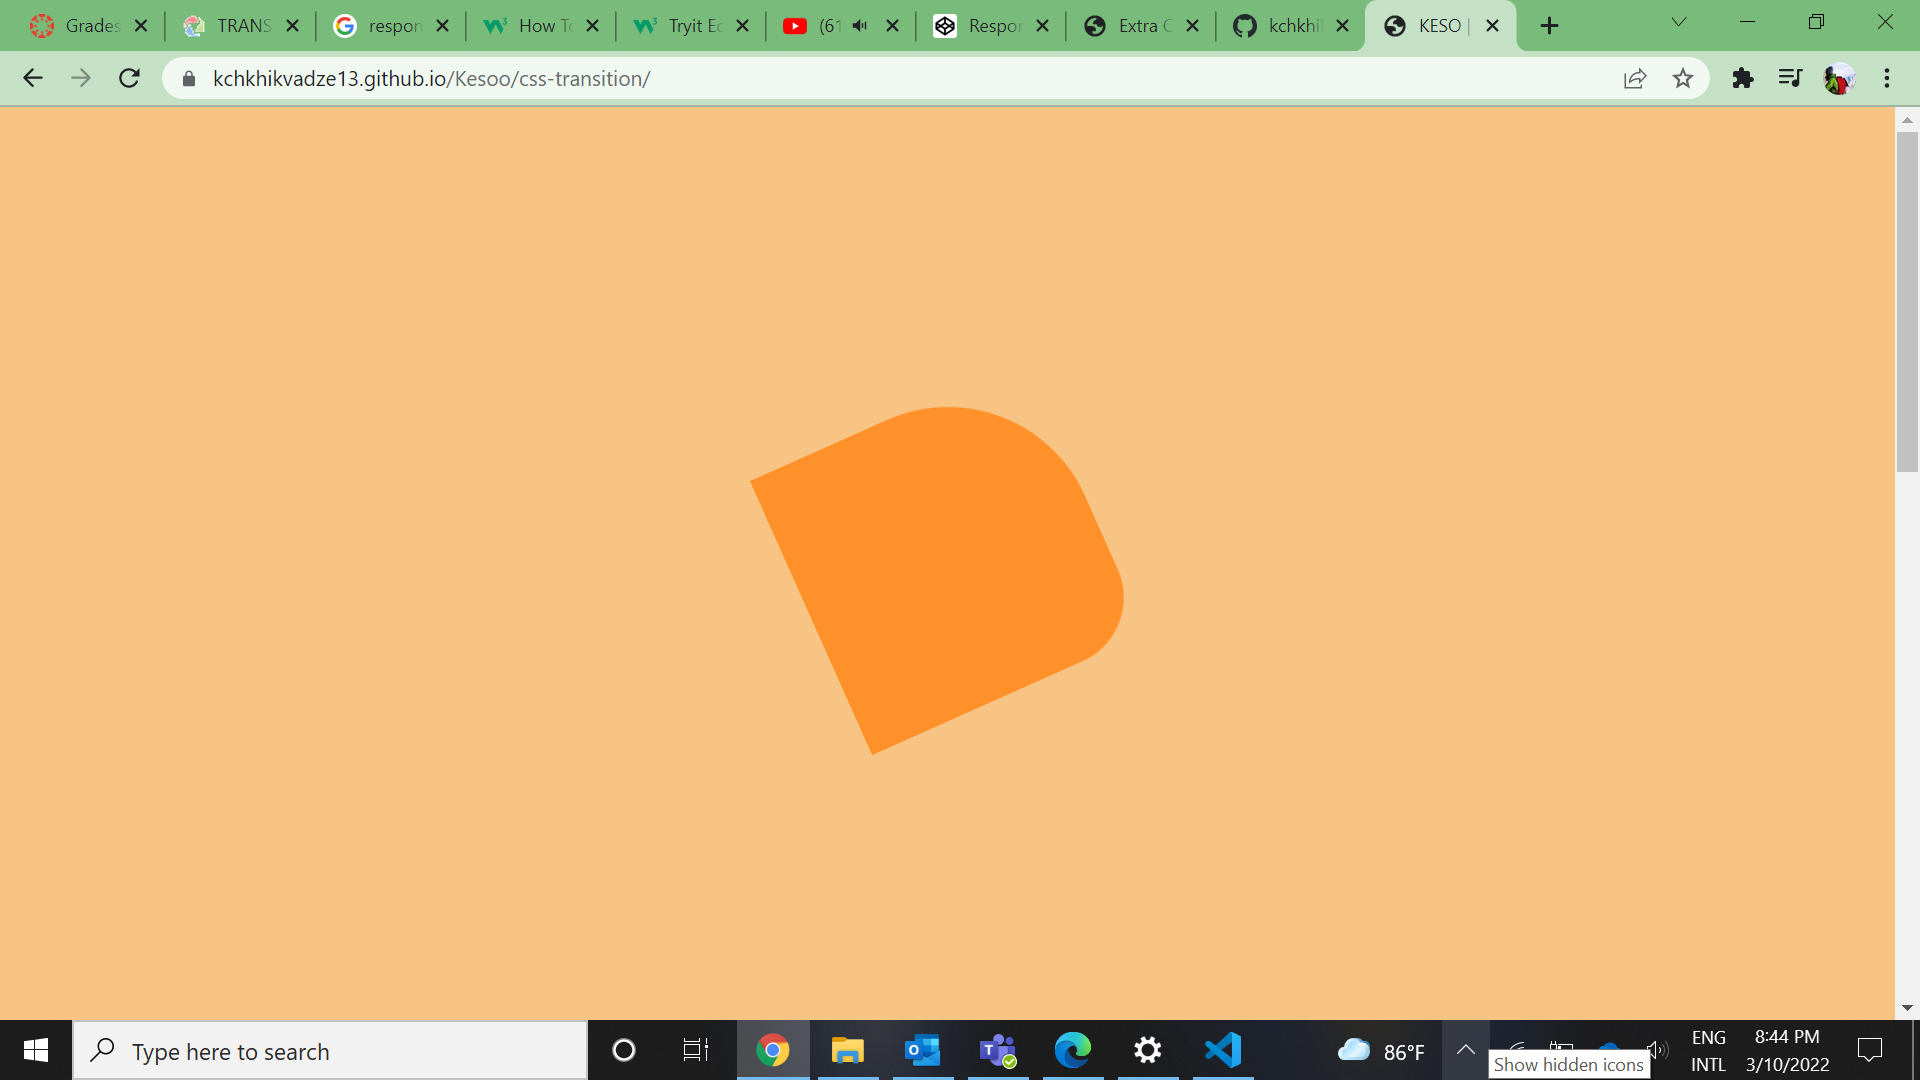 Grades
TRANS
respon
How To
Tryit Ec
(61
Respor
Extra C
kchkhi
KESO |
kchkhikvadze13.github.io/Kesoo/css-transition/
Type here to search
86°F
ENG
INTL
8:44 PM
3/10/2022
Show hidden icons